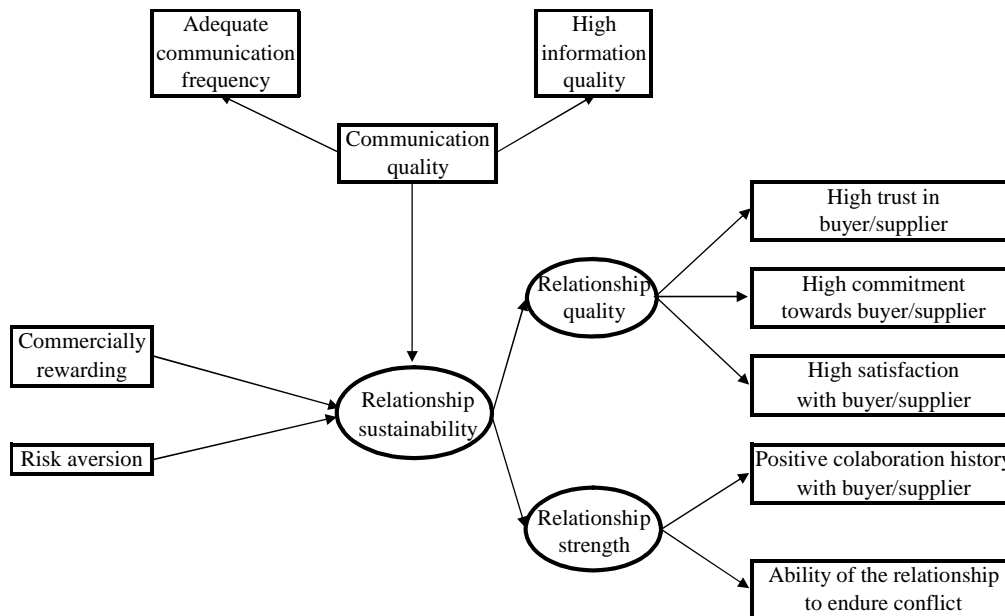 Adequate
communication
frequency
High
information
quality
Communication
quality
High trust in
buyer/supplier
Relationship
quality
High commitment
towards buyer/supplier
Commercially
rewarding
High satisfaction
with buyer/supplier
Relationship
sustainability
Risk aversion
Positive colaboration history
with buyer/supplier
Relationship
strength
Ability of the relationship
to endure conflict